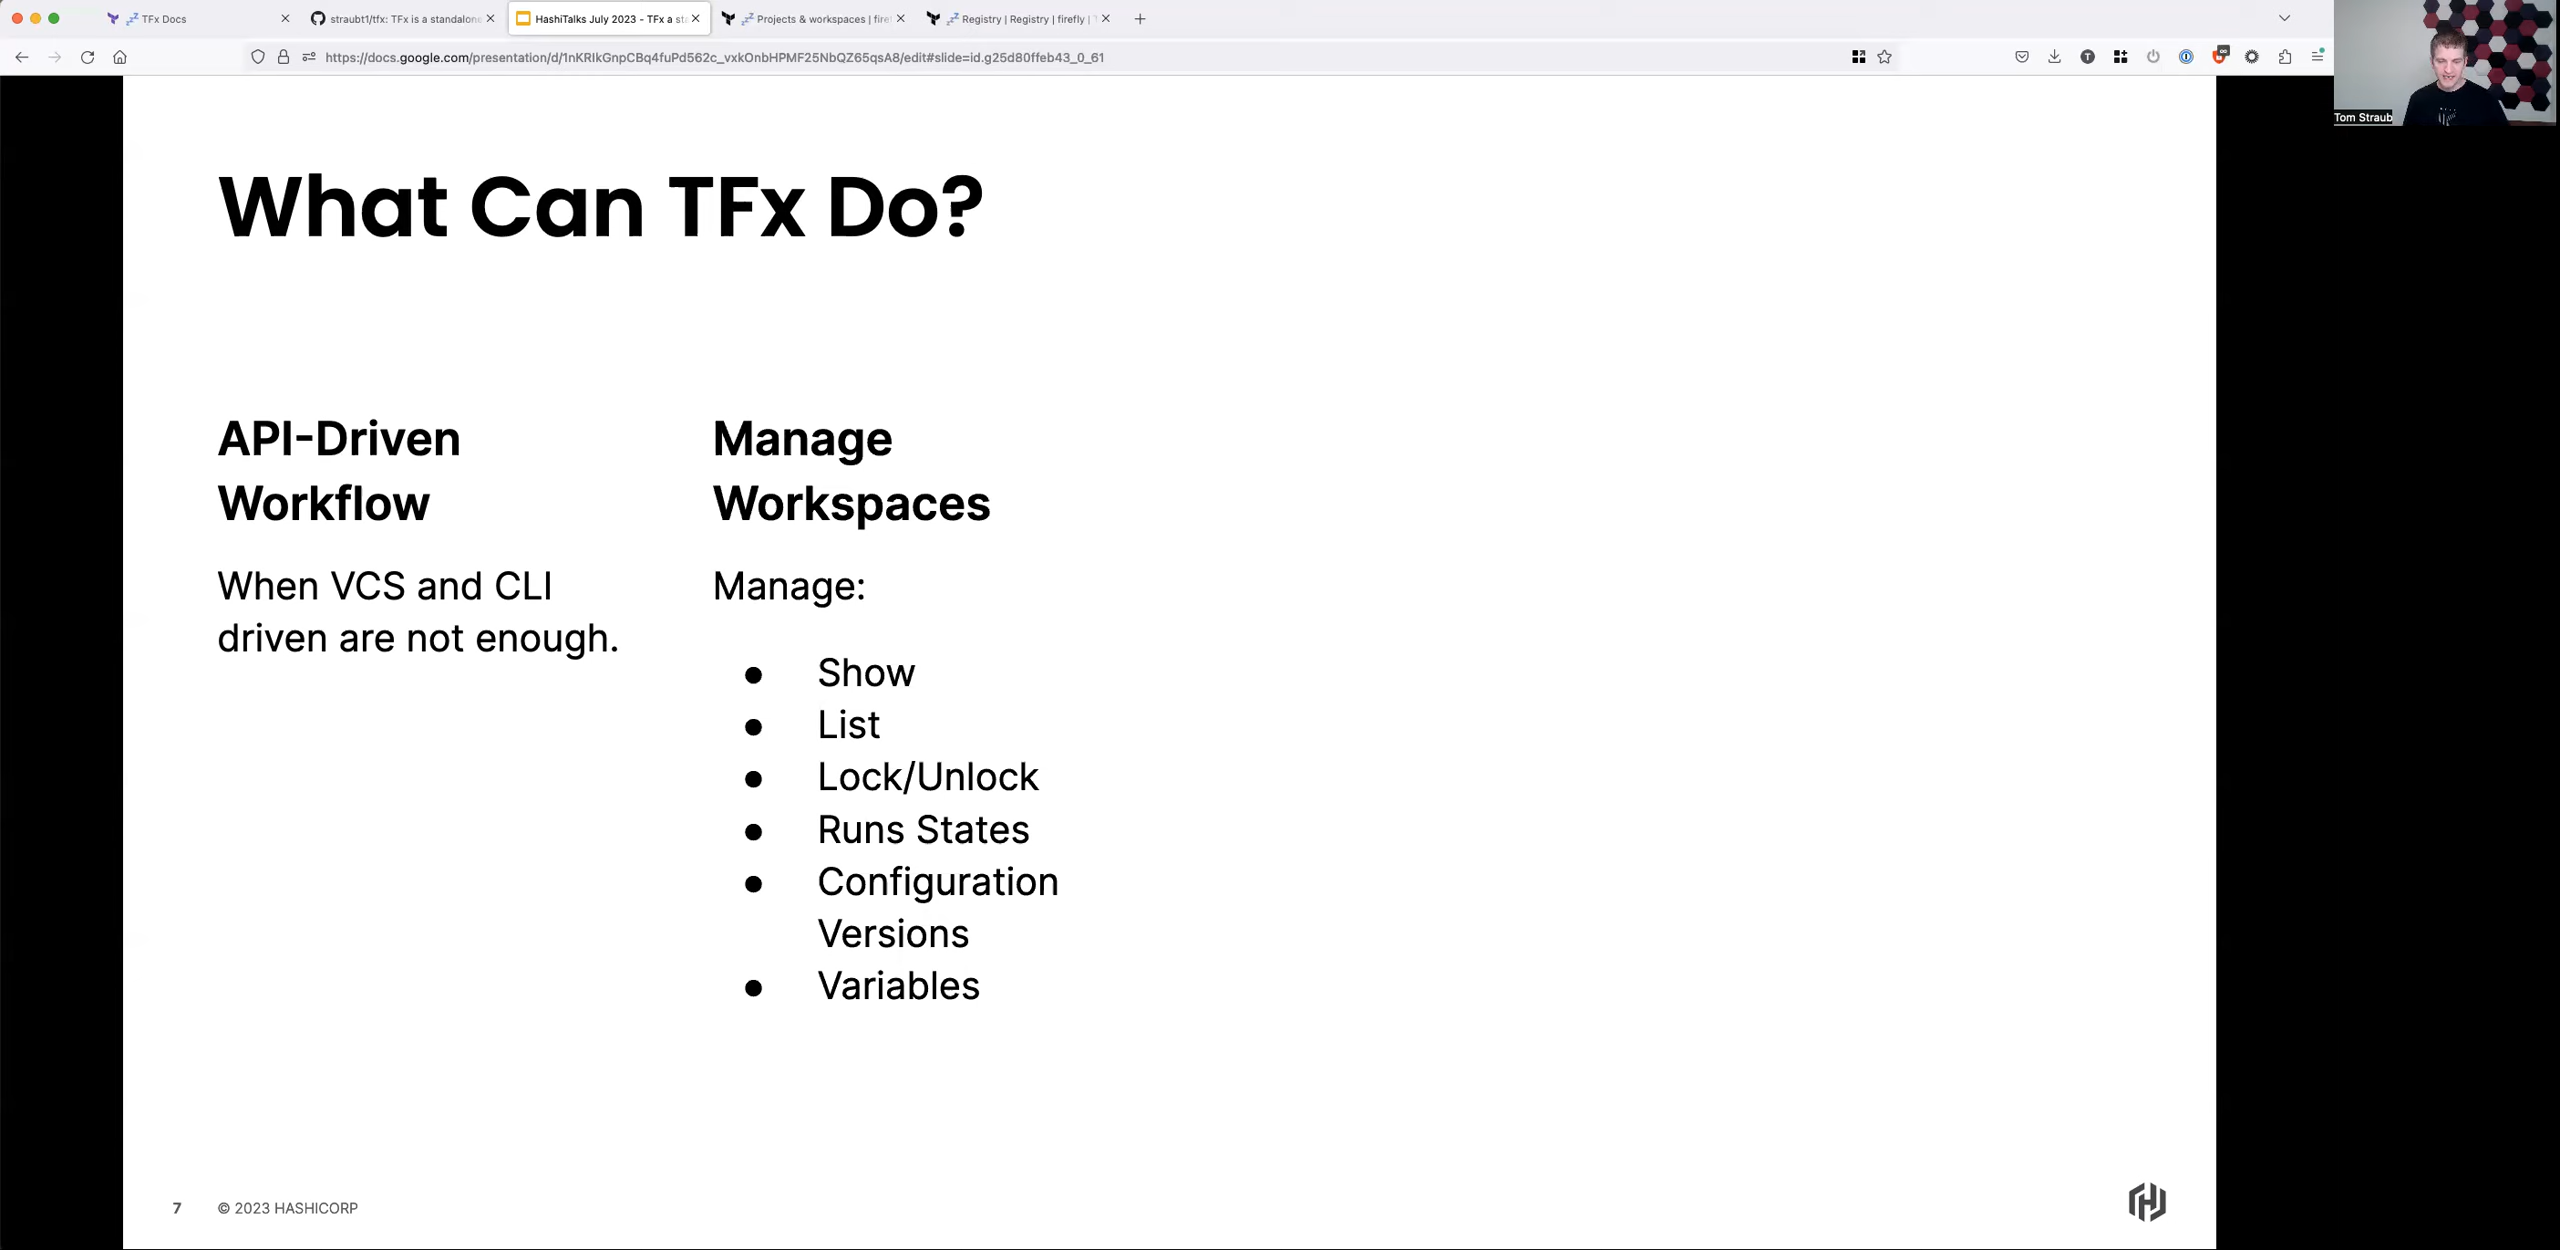 TFx Docs
straubt1/tfx: TFx is a standalone
HashiTalks July 2023 - TFx a st
Projects & workspaces | firef
Registry | Registry | firefly |
https://docs.google.com/presentation/d/1nKRIkGnpCBq4fuPd562c_vxkOnbHPMF25NbQZ65qsA8/edit#slide=id.g25d80ffeb43_0_61
Tom Straub
What Can TFx Do?
API-Driven
Workflow
When VCS and CLI
driven are not enough.
Manage
Workspaces
Manage:
● Show
● List
● Lock/Unlock
● Runs States
● Configuration
Versions
● Variables
7 © 2023 HASHICORP